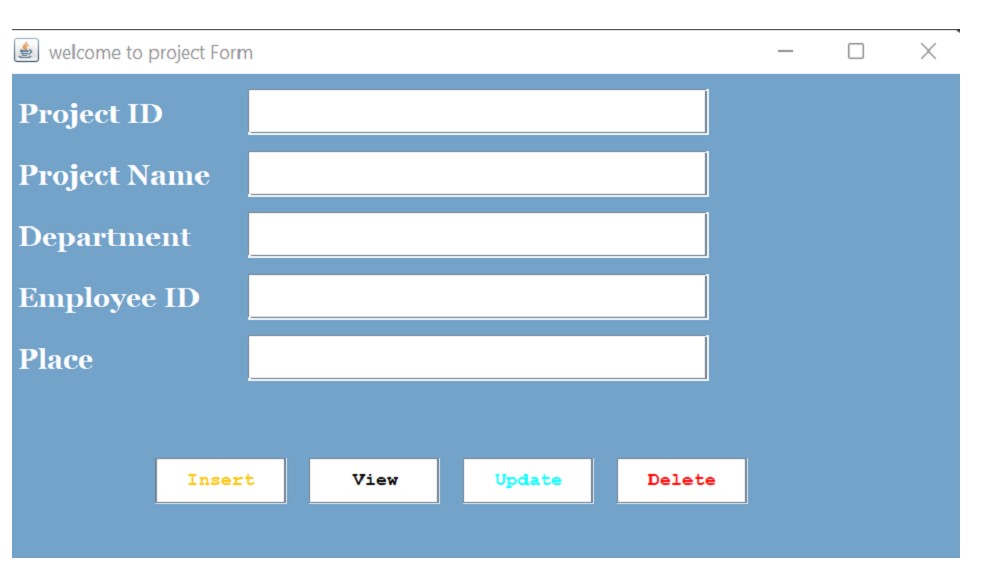 welcome to project Form
Project ID
Project Name
Department
Employee ID
Place
Insert View Update Delete